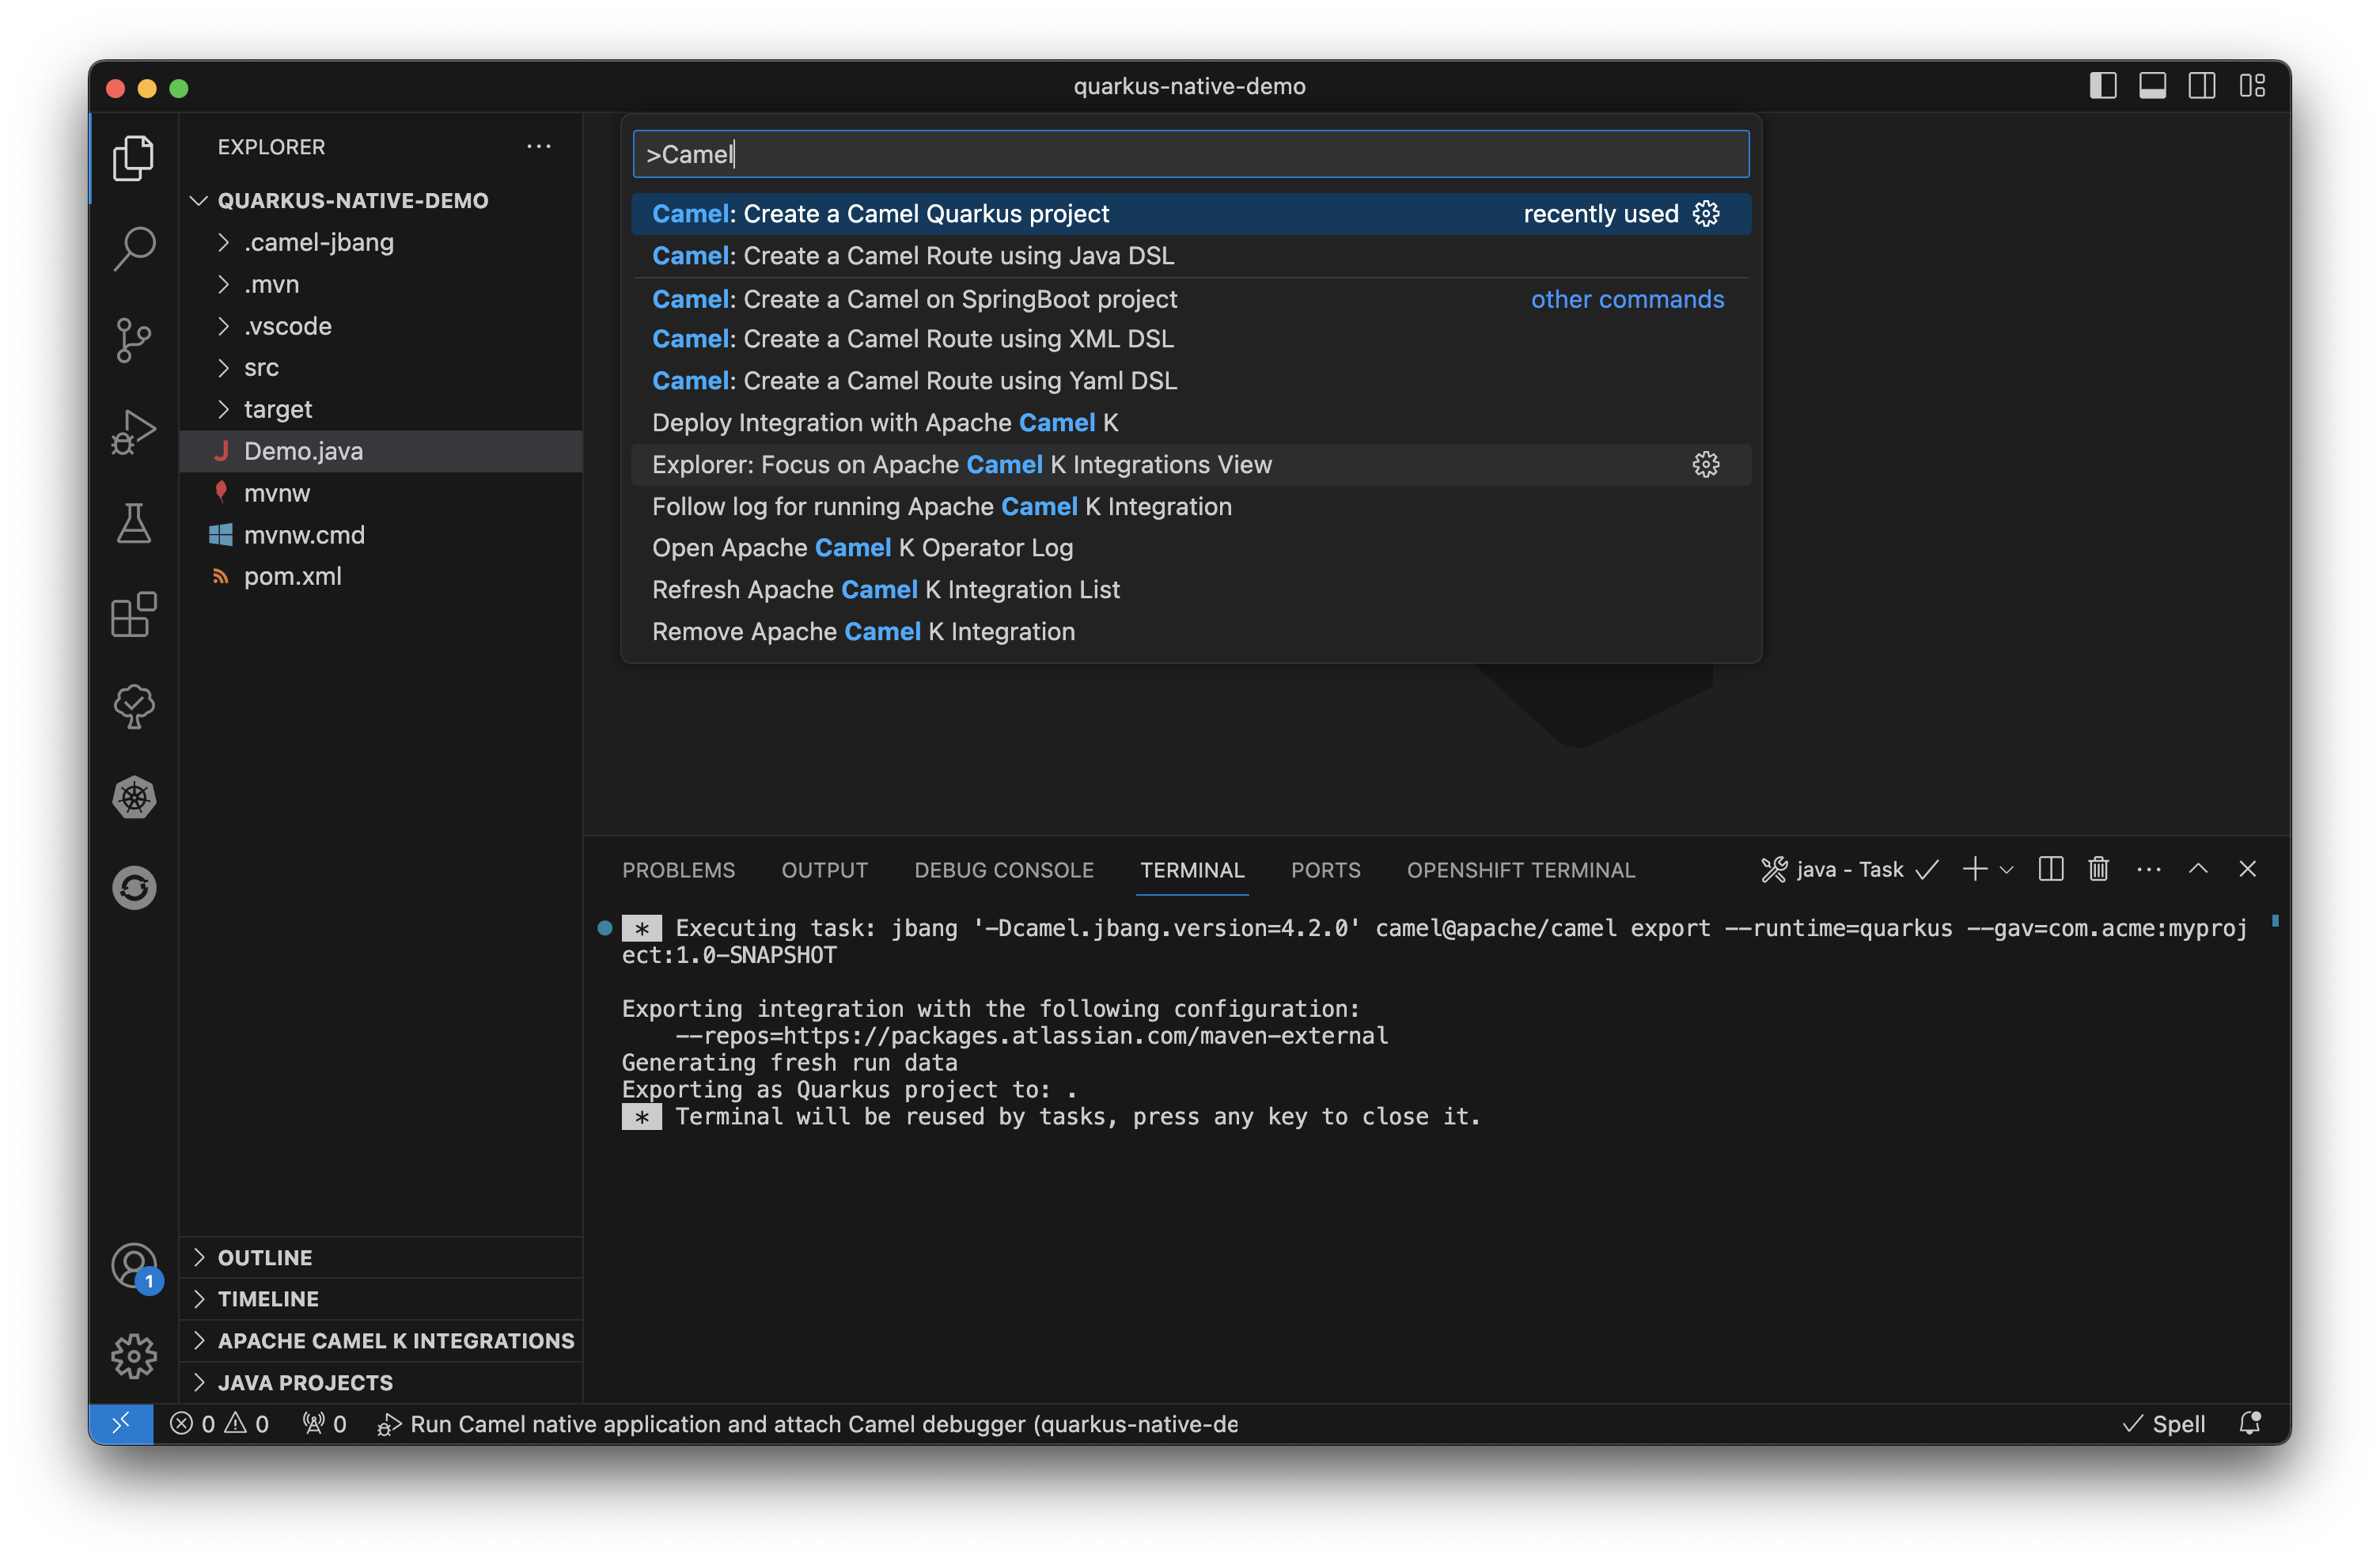 quarkus-native-demo
EXPLORER
QUARKUS-NATIVE-DEMO
.camel-jbang
.mvn
.vscode
src
target
Demo.java
mvnw
mvnw.cmd
pom.xml
OUTLINE
TIMELINE
APACHE CAMEL K INTEGRATIONS
JAVA PROJECTS
>Camel
Camel: Create a Camel Quarkus project recently used
Camel: Create a Camel Route using Java DSL
Camel: Create a Camel on SpringBoot project other commands
Camel: Create a Camel Route using XML DSL
Camel: Create a Camel Route using Yaml DSL
Deploy Integration with Apache Camel K
Explorer: Focus on Apache Camel K Integrations View
Follow log for running Apache Camel K Integration
Open Apache Camel K Operator Log
Refresh Apache Camel K Integration List
Remove Apache Camel K Integration
PROBLEMS OUTPUT DEBUG CONSOLE TERMINAL PORTS OPENSHIFT TERMINAL java - Task
* Executing task: jbang '-Dcamel.jbang.version=4.2.0' camel@apache/camel export --runtime=quarkus --gav=com.acme:myproj
ect:1.0-SNAPSHOT
Exporting integration with the following configuration:
--repos=https://packages.atlassian.com/maven-external
Generating fresh run data
Exporting as Quarkus project to: .
* Terminal will be reused by tasks, press any key to close it.
1
0 0 0 Run Camel native application and attach Camel debugger (quarkus-native-de Spell